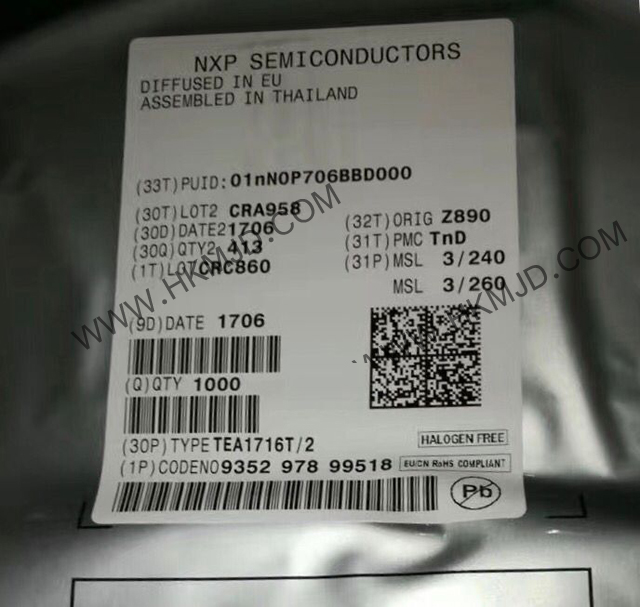 NXP SEMICONDUCTORS
DIFFUSED IN EU
ASSEMBLED IN THAILAND
(33T)PUID:01nN0P706BBD000
(30T)LOT2 CRA958
(30D)DATE21706
(30Q)QTY2 413
(1T)LOTCRC860
(32T)ORIG Z890
(31T)PMC TnD
(31P)MSL 3/240
MSL 3/260
(9D)DATE 1706
(Q)QTY 1000
(30P)TYPETEA1716T/2
(1P)CODENO9352 978 99518
HALOGEN FREE
EU/CN RoHS COMPLIANT
Pb
WWW.HKMJD.COM